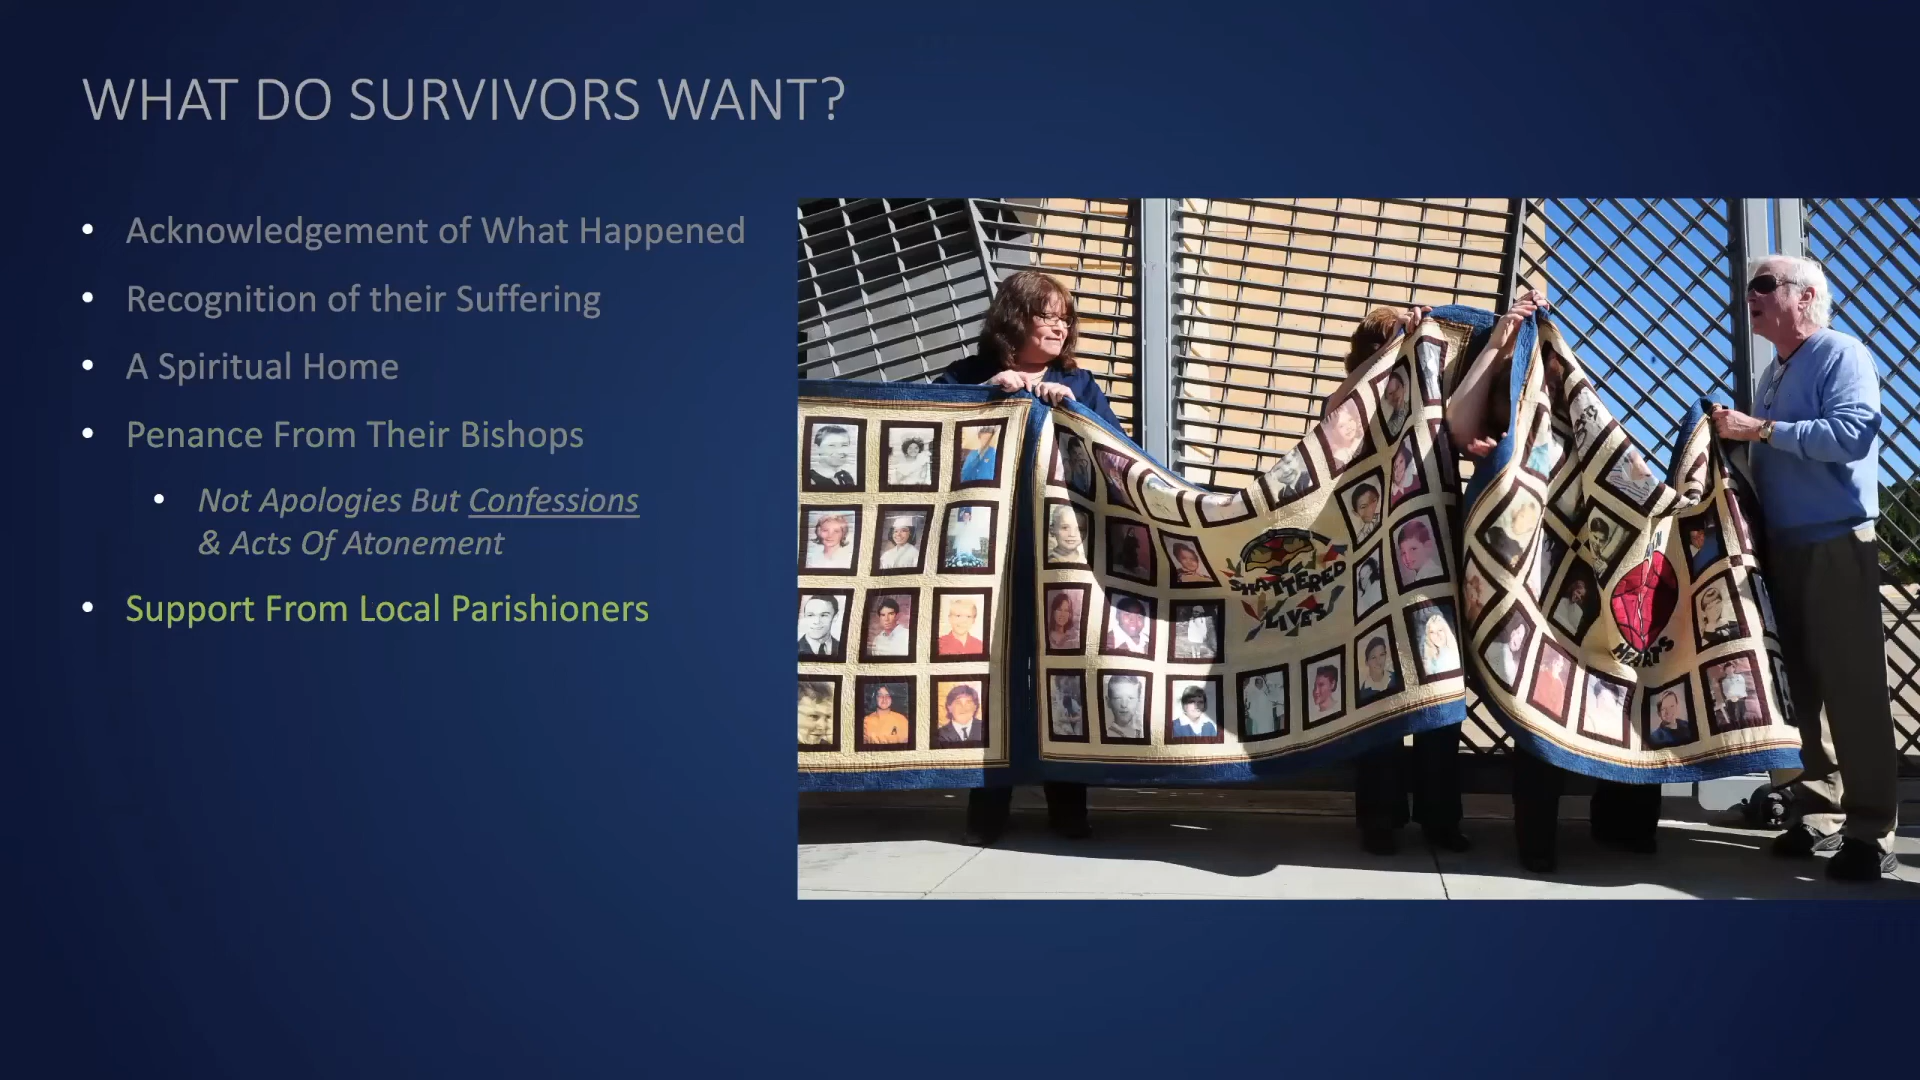 WHAT DO SURVIVORS WANT?
• Acknowledgement of What Happened
• Recognition of their Suffering
• A Spiritual Home
• Penance From Their Bishops
• Not Apologies But Confessions
& Acts Of Atonement
• Support From Local Parishioners
SHATTERED
LIVES
HEARTS